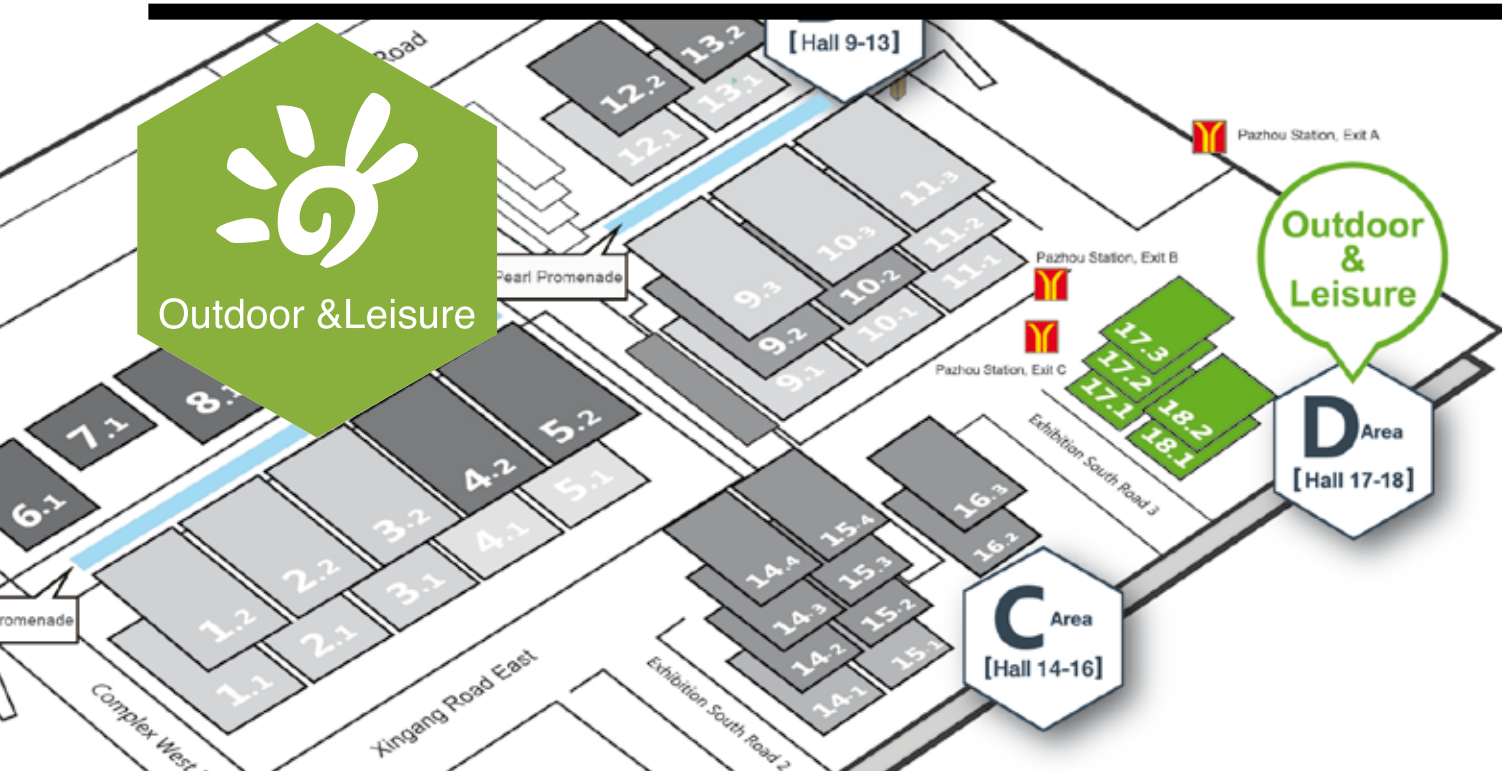 Road
13.2
[Hall 9-13]
12.2
13.1
12.1
Pazhou Station, Exit A
11.3
Outdoor
&
Leisure
10.3
11.2
Pazhou Station, Exit B
11.1
Pearl Promenade
9.3
10.2
Outdoor &Leisure
10.1
9.2
17.3
Pazhou Station, Exit C
9.1
17.2
17.1
18.2
18.1
8.1
7.1
5.2
D Area
[Hall 17-18]
Exhibition South Road 3
4.2
5.1
6.1
3.2
4.1
16.3
15.4
16.2
2.2
3.1
14.4
15.3
1.2
2.1
14.3
15.2
C Area
[Hall 14-16]
14.2
15.1
1.1
14.1
Xingang Road East
Exhibition South Road 2
Complex West